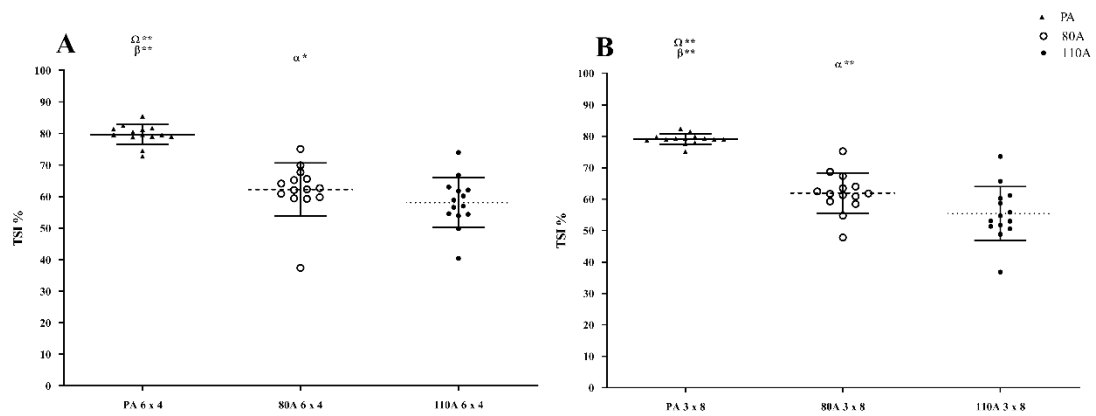 A
Ω**
β**
α*
100
90
80
70
60
50
40
30
20
10
0
TSI %
PA 6 x 4
80A 6 x 4
110A 6 x 4
PA
80A
110A
B
Ω**
β**
α**
100
90
80
70
60
50
40
30
20
10
0
TSI %
PA 3 x 8
80A 3 x 8
110A 3 x 8